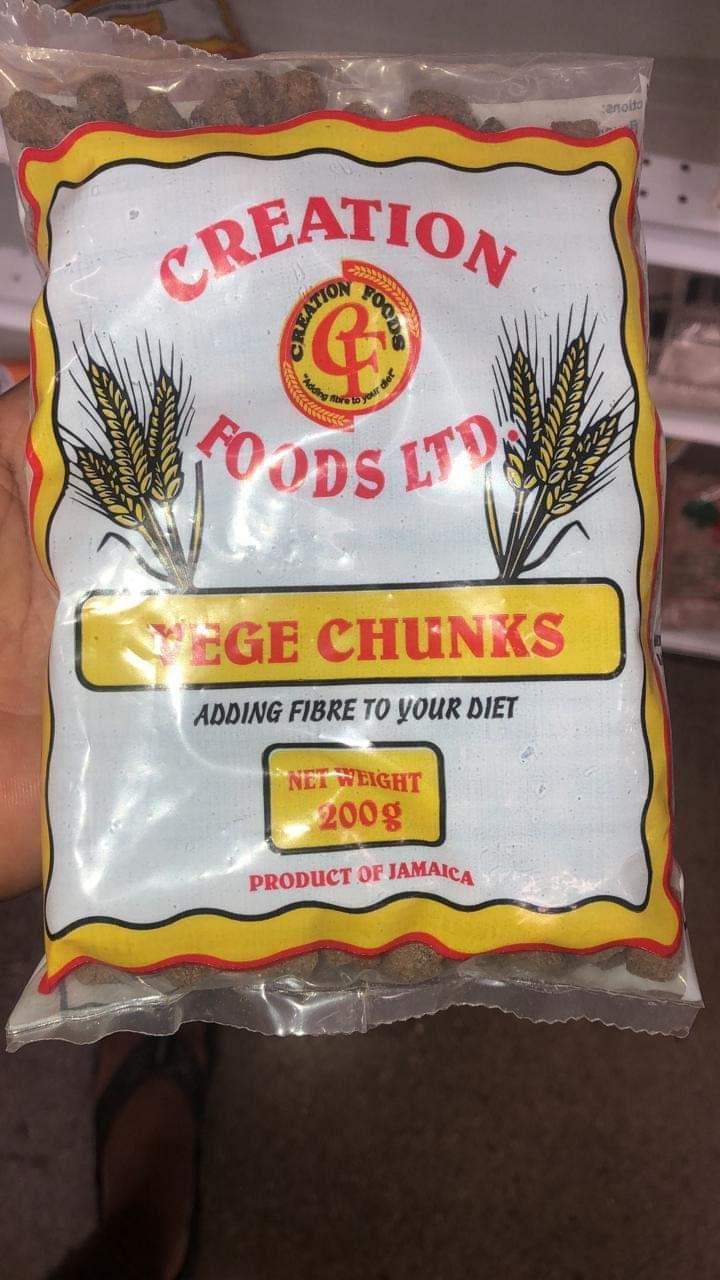 CREATION
CREATION FOODS
CF
"Adding fibre to your diet"
FOODS LTD.
VEGE CHUNKS
ADDING FIBRE TO YOUR DIET
NET WEIGHT
200g
PRODUCT OF JAMAICA